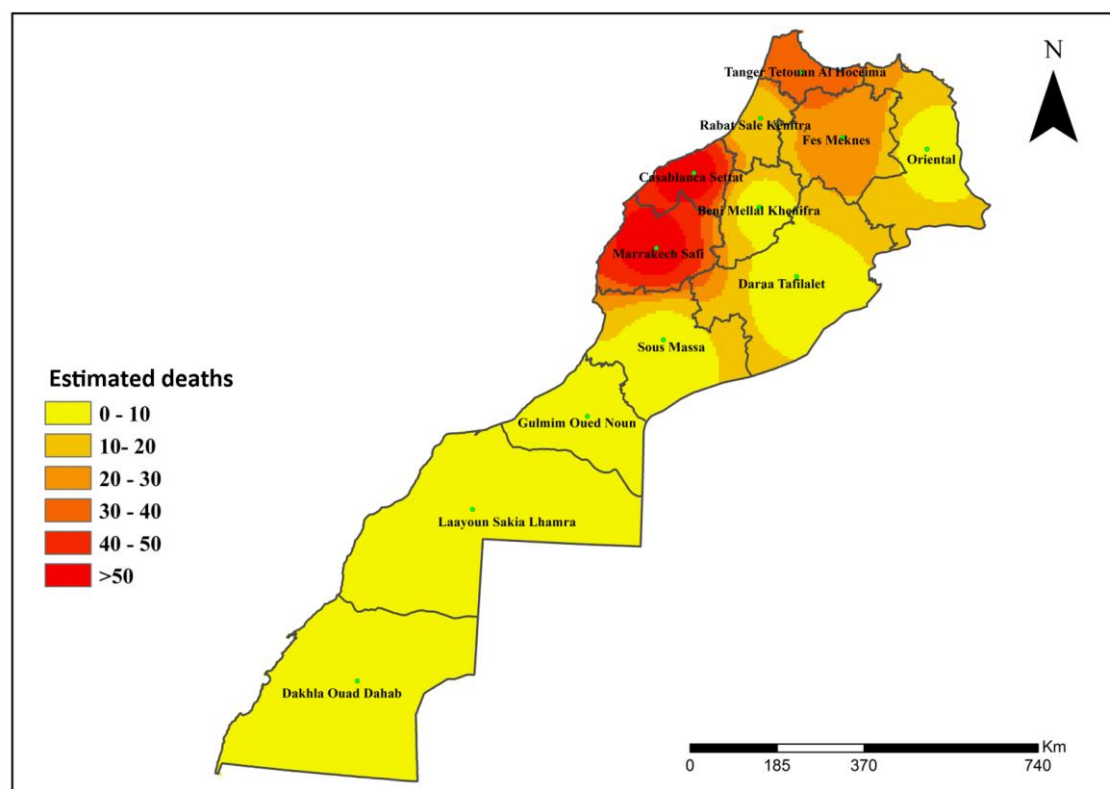 N
Tanger Tetouan Al Hoceima
Rabat Sale Kenitra
Fes Meknes
Oriental
Casablanca Settat
Beni Mellal Khenifra
Marrakech Safi
Daraa Tafilalet
Sous Massa
Estimated deaths
0 - 10
10- 20
20 - 30
30 - 40
40 - 50
>50
Gulmim Oued Noun
Laayoun Sakia Lhamra
Dakhla Ouad Dahab
Km
0 185 370 740